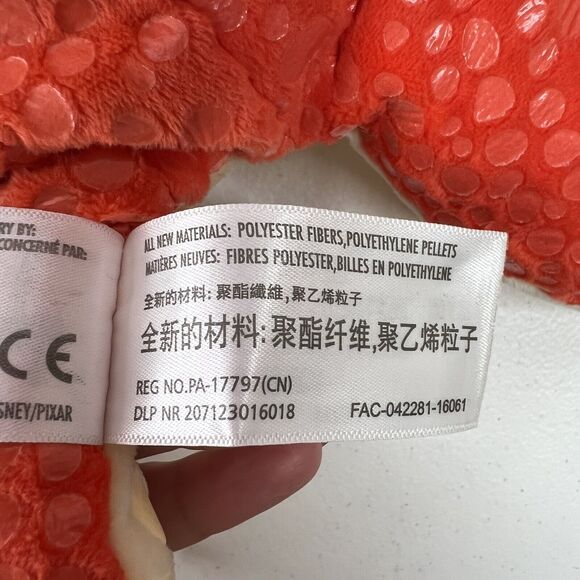 RY BY:
CONCERNÉ PAR:
CE
SNEY/PIXAR
ALL NEW MATERIALS: POLYESTER FIBERS,POLYETHYLENE PELLETS
MATIÈRES NEUVES: FIBRES POLYESTER,BILLES EN POLYETHYLENE
全新的材料: 聚酯纖維,聚乙烯粒子
全新的材料: 聚酯纤维,聚乙烯粒子
REG NO.PA-17797(CN)
DLP NR 207123016018 FAC-042281-16061